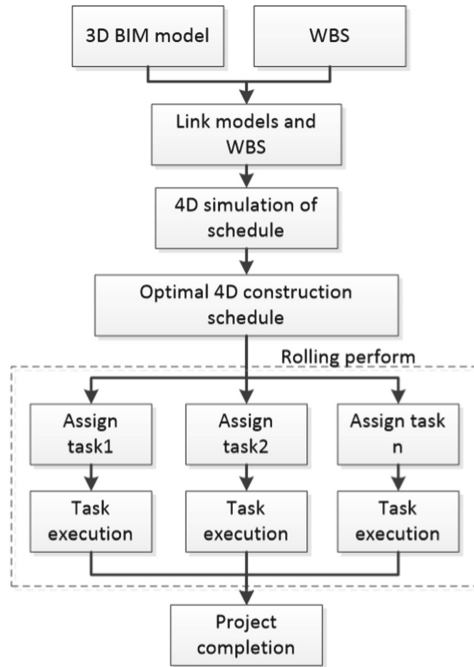 3D BIM model
WBS
Link models and
WBS
4D simulation of
schedule
Optimal 4D construction
schedule
Rolling perform
Assign
task1
Assign
task2
Assign task
n
Task
execution
Task
execution
Task
execution
Project
completion